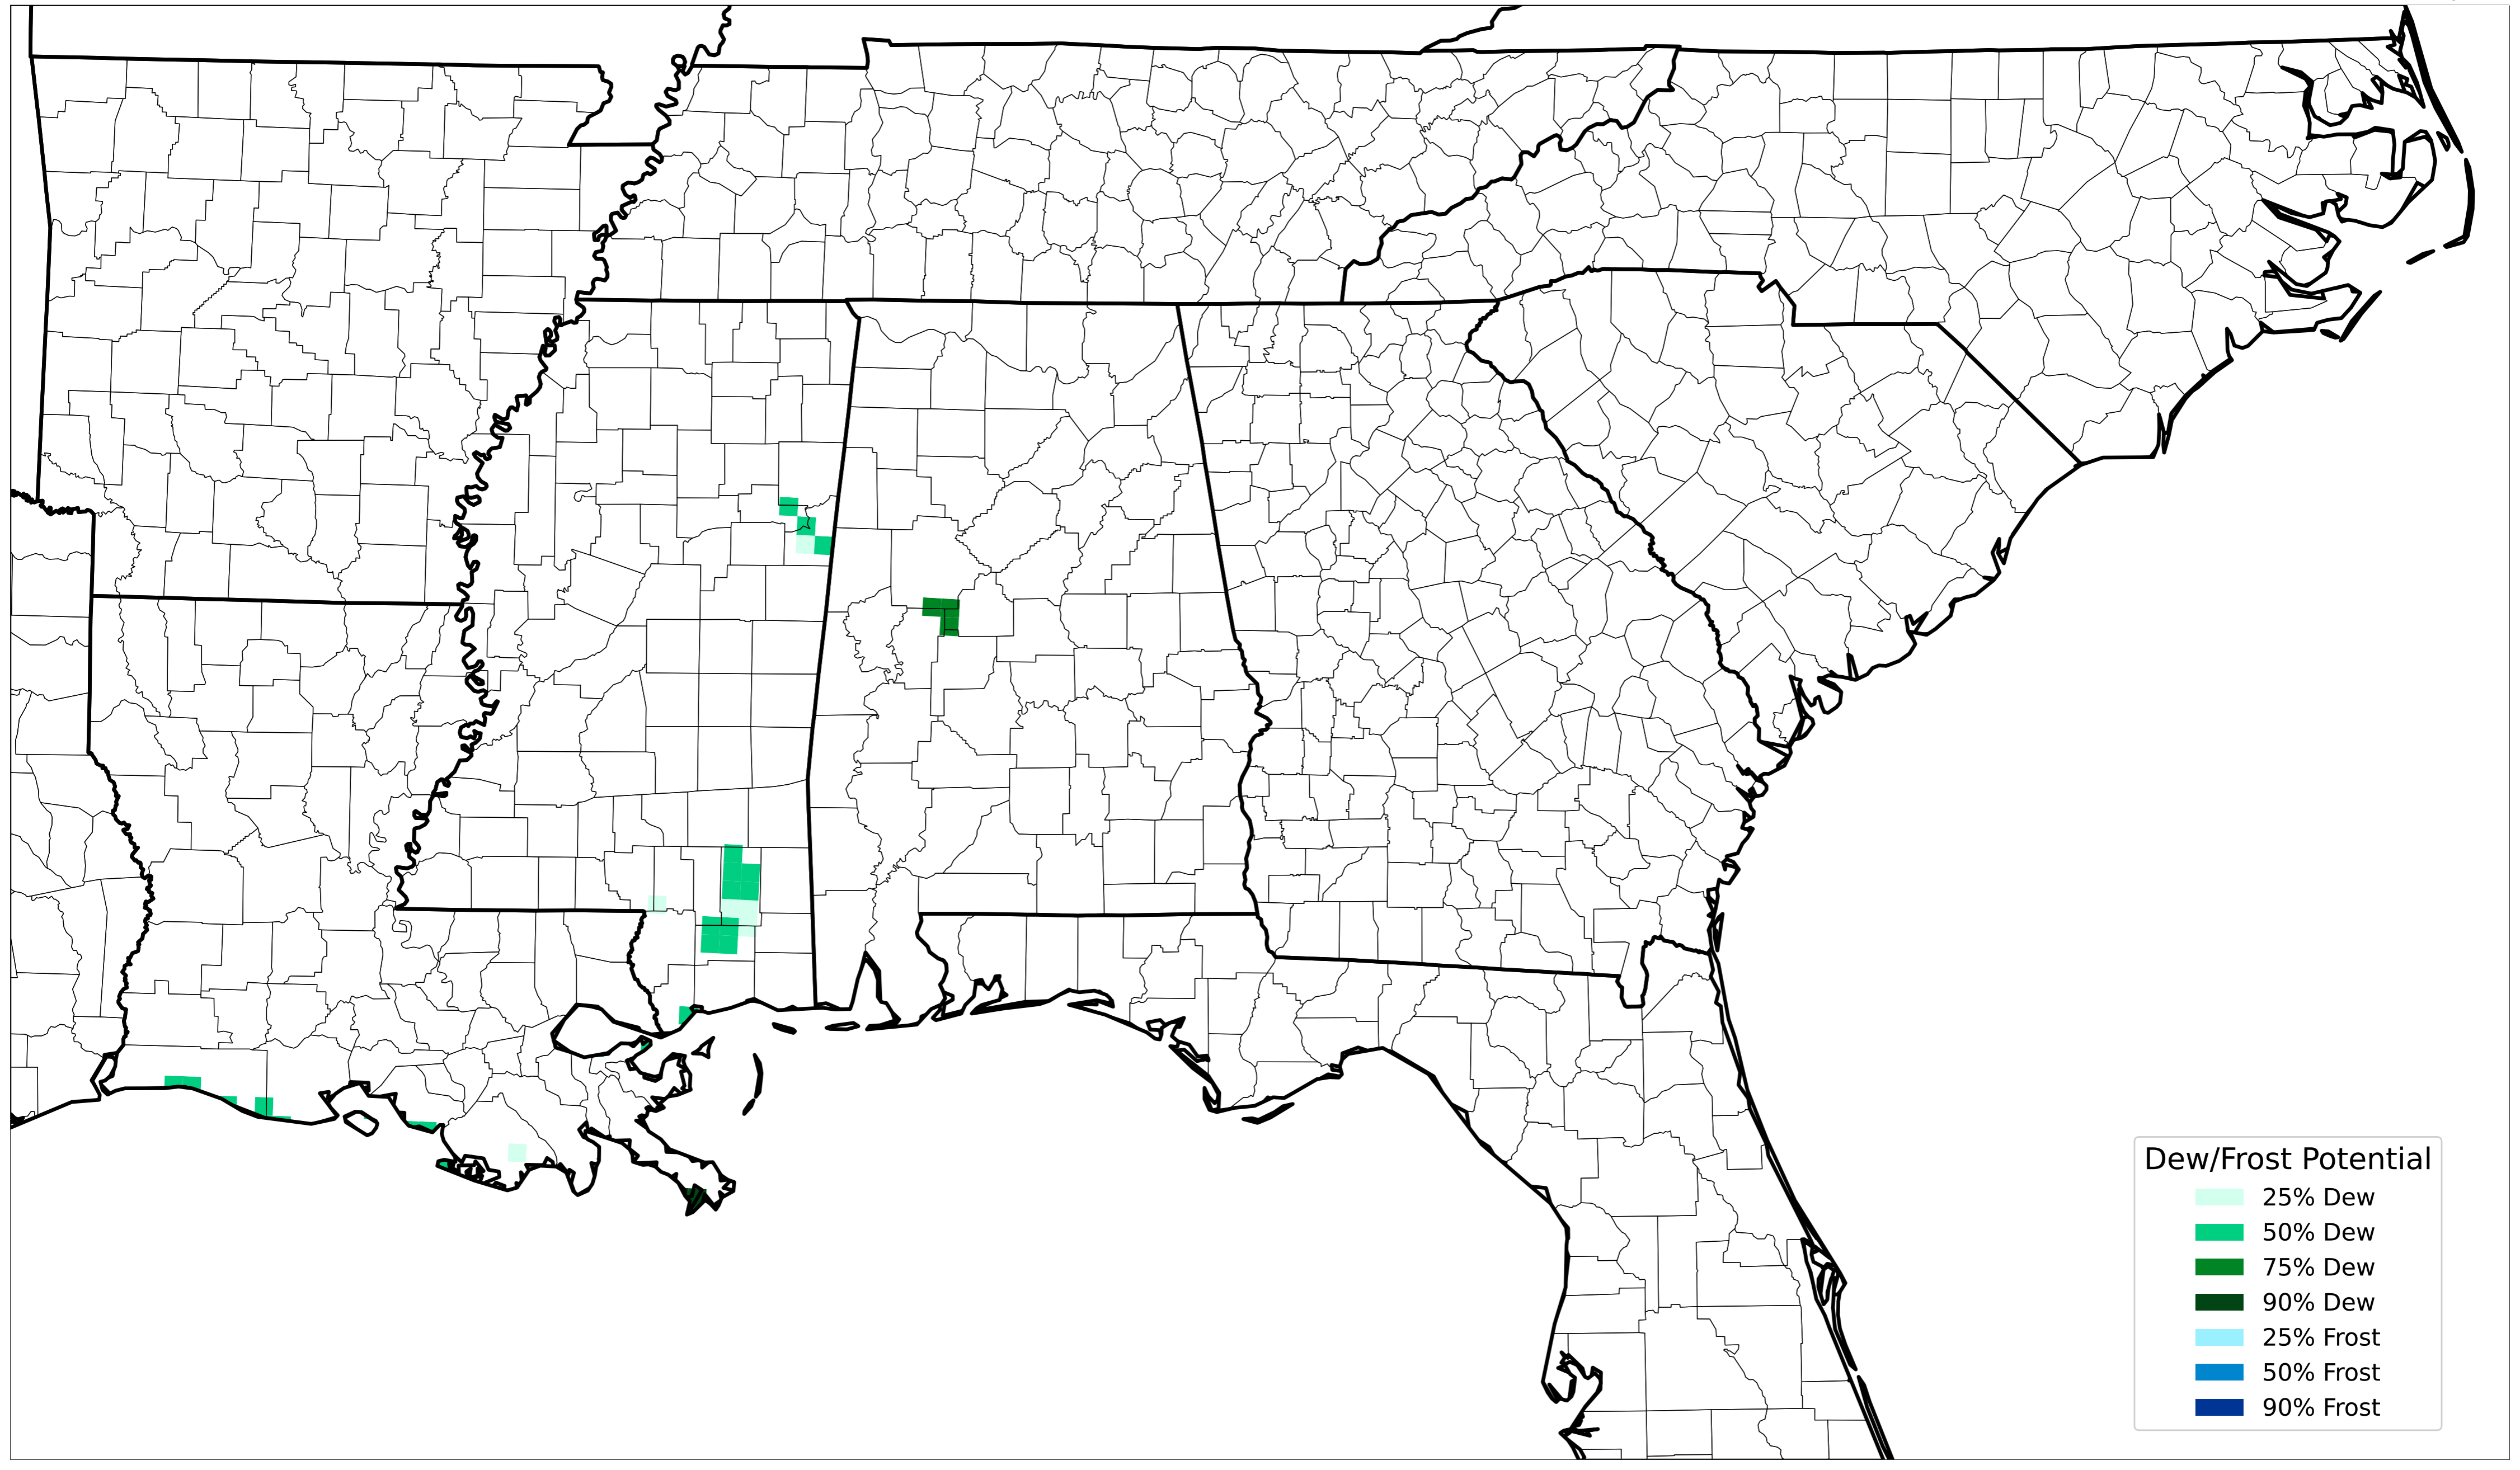 Dew/Frost Potential
25% Dew
50% Dew
75% Dew
90% Dew
25% Frost
50% Frost
90% Frost